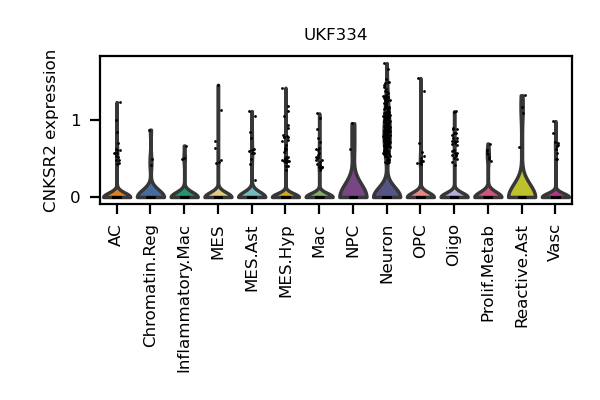 UKF334
CNKSR2 expression
1
0
AC
Chromatin.Reg
Inflammatory.Mac
MES
MES.Ast
MES.Hyp
Mac
NPC
Neuron
OPC
Oligo
Prolif.Metab
Reactive.Ast
Vasc